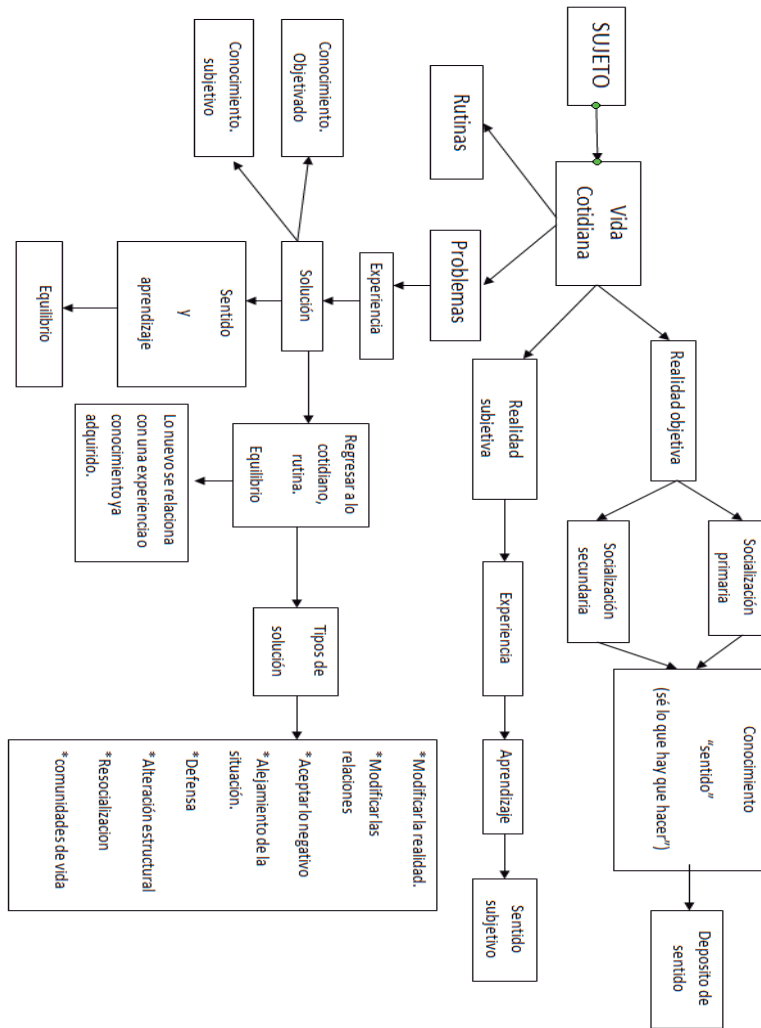 SUJETO
Vida
Cotidiana
Rutinas
Problemas
Realidad objetiva
Realidad
subjetiva
Socialización
primaria
Socialización
secundaria
Conocimiento
“sentido”
(sé lo que hay que hacer”)
Deposito de
sentido
Experiencia
Aprendizaje
Sentido
subjetivo
Experiencia
Solución
Conocimiento.
Objetivado
Conocimiento.
subjetivo
Sentido
y
aprendizaje
Equilibrio
Regresar a lo
cotidiano,
rutina.
Equilibrio
Lo nuevo se relaciona
con una experiencia o
conocimiento ya
adquirido.
Tipos de
solución
*Modificar la realidad.
*Modificar las
relaciones
*Aceptar lo negativo
*Alejamiento de la
situación.
*Defensa
*Alteración estructural
*Resocializacion
*comunidades de vida